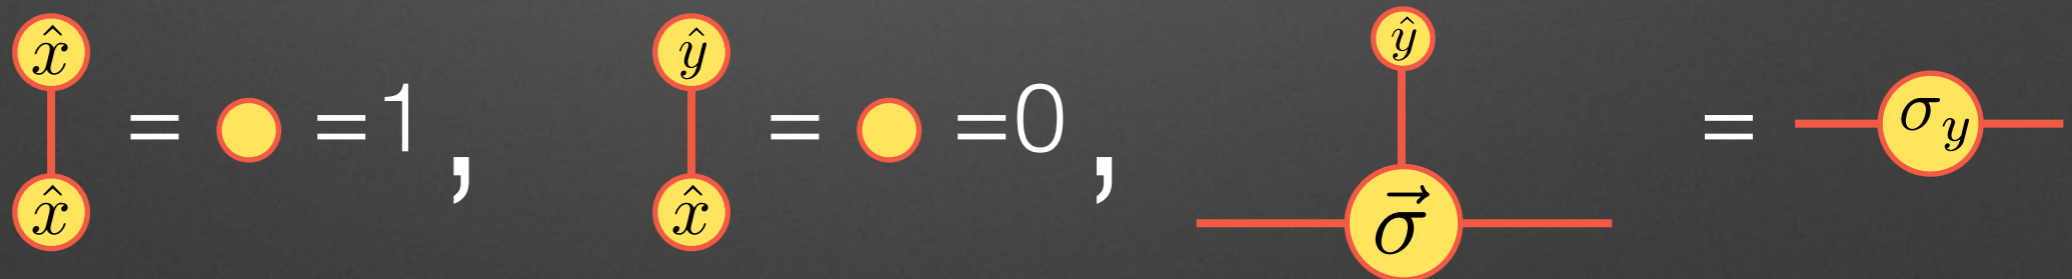 x̂ ŷ ŷ
= =1, = =0, = σ_y
x̂ x̂ σ⃗